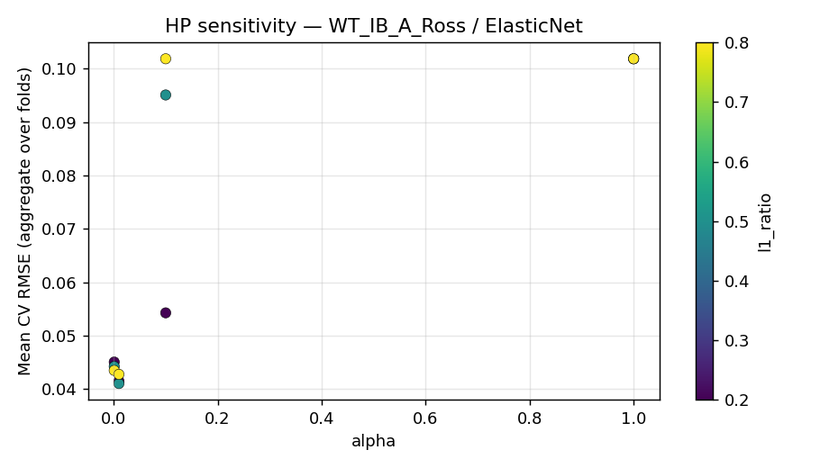 HP sensitivity — WT_IB_A_Ross / ElasticNet
Mean CV RMSE (aggregate over folds)
0.10
0.09
0.08
0.07
0.06
0.05
0.04
0.0 0.2 0.4 0.6 0.8 1.0
alpha
0.8
0.7
0.6
0.5
0.4
0.3
0.2
l1_ratio